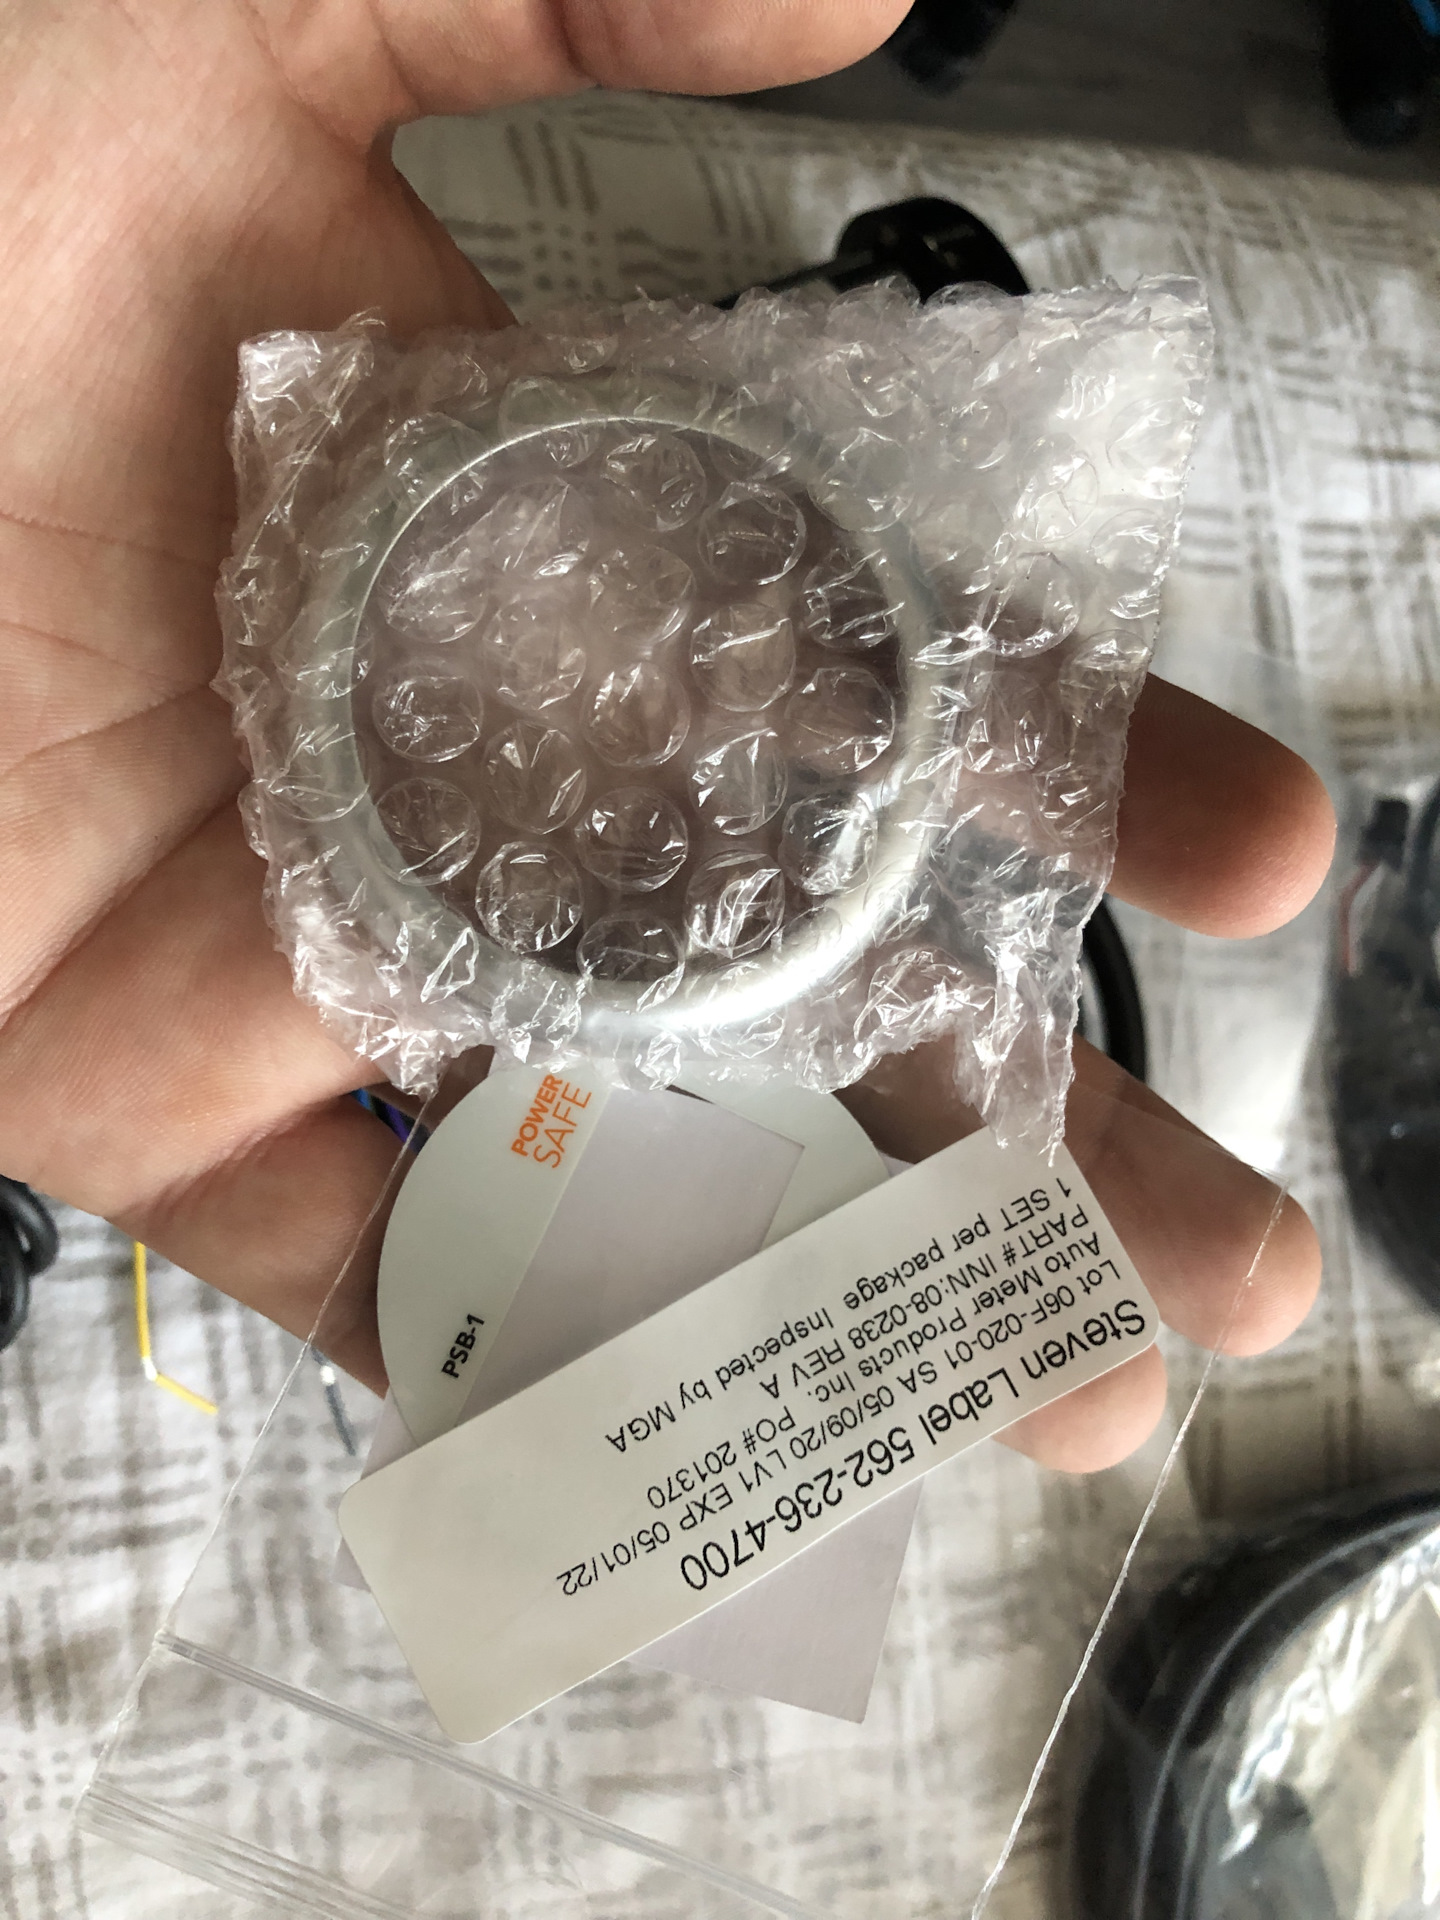 POWER
SAFE
PSB-1
Steven Label 562-236-4700
Lot 06F-020-01 SA 05/09/20 LV1 EXP 05/01/22
Auto Meter Products Inc. PO# 201370
PART# INN:08-0238 REV A
1 SET per package Inspected by MGA